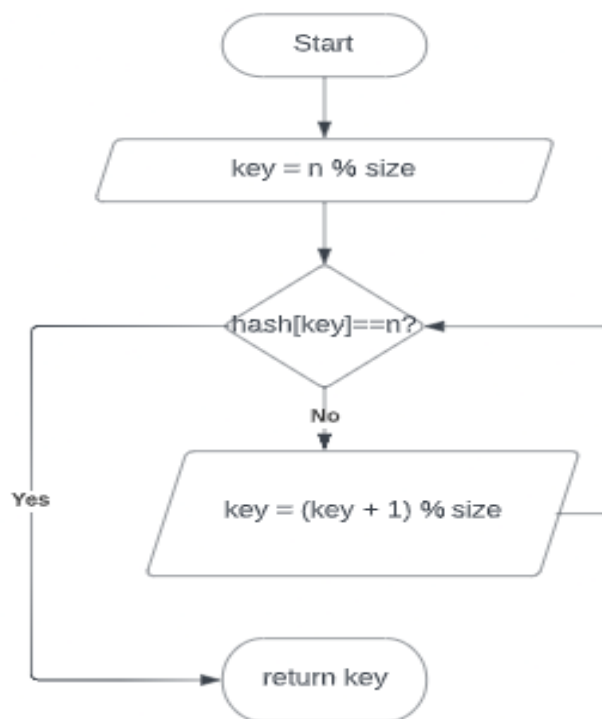 Start
key = n % size
hash[key]==n?
No
Yes
key = (key + 1) % size
return key